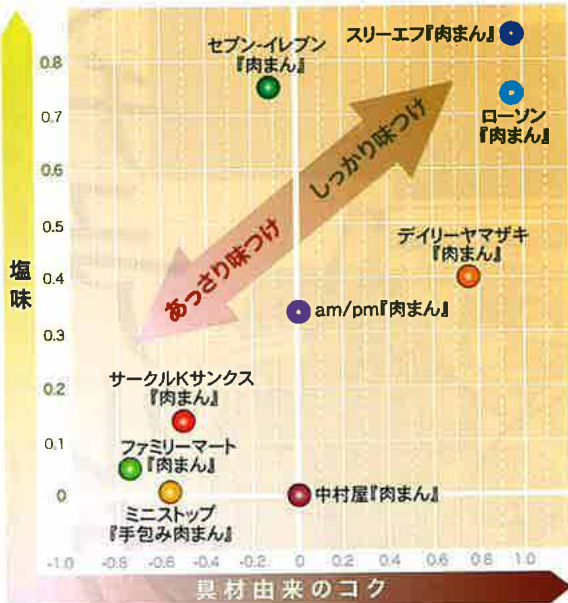 セブン-イレブン
『肉まん』
スリーエフ『肉まん』
ローソン
『肉まん』
しっかり味つけ
あっさり味つけ
デイリーヤマザキ
『肉まん』
am/pm『肉まん』
サークルKサンクス
『肉まん』
ファミリーマート
『肉まん』
ミニストップ
『手包み肉まん』
中村屋『肉まん』
塩味
0.8
0.7
0.6
0.5
0.4
0.3
0.2
0.1
0
-1.0 -0.8 -0.6 -0.4 -0.2 0 0.2 0.4 0.6 0.8 1.0
具材由来のコク